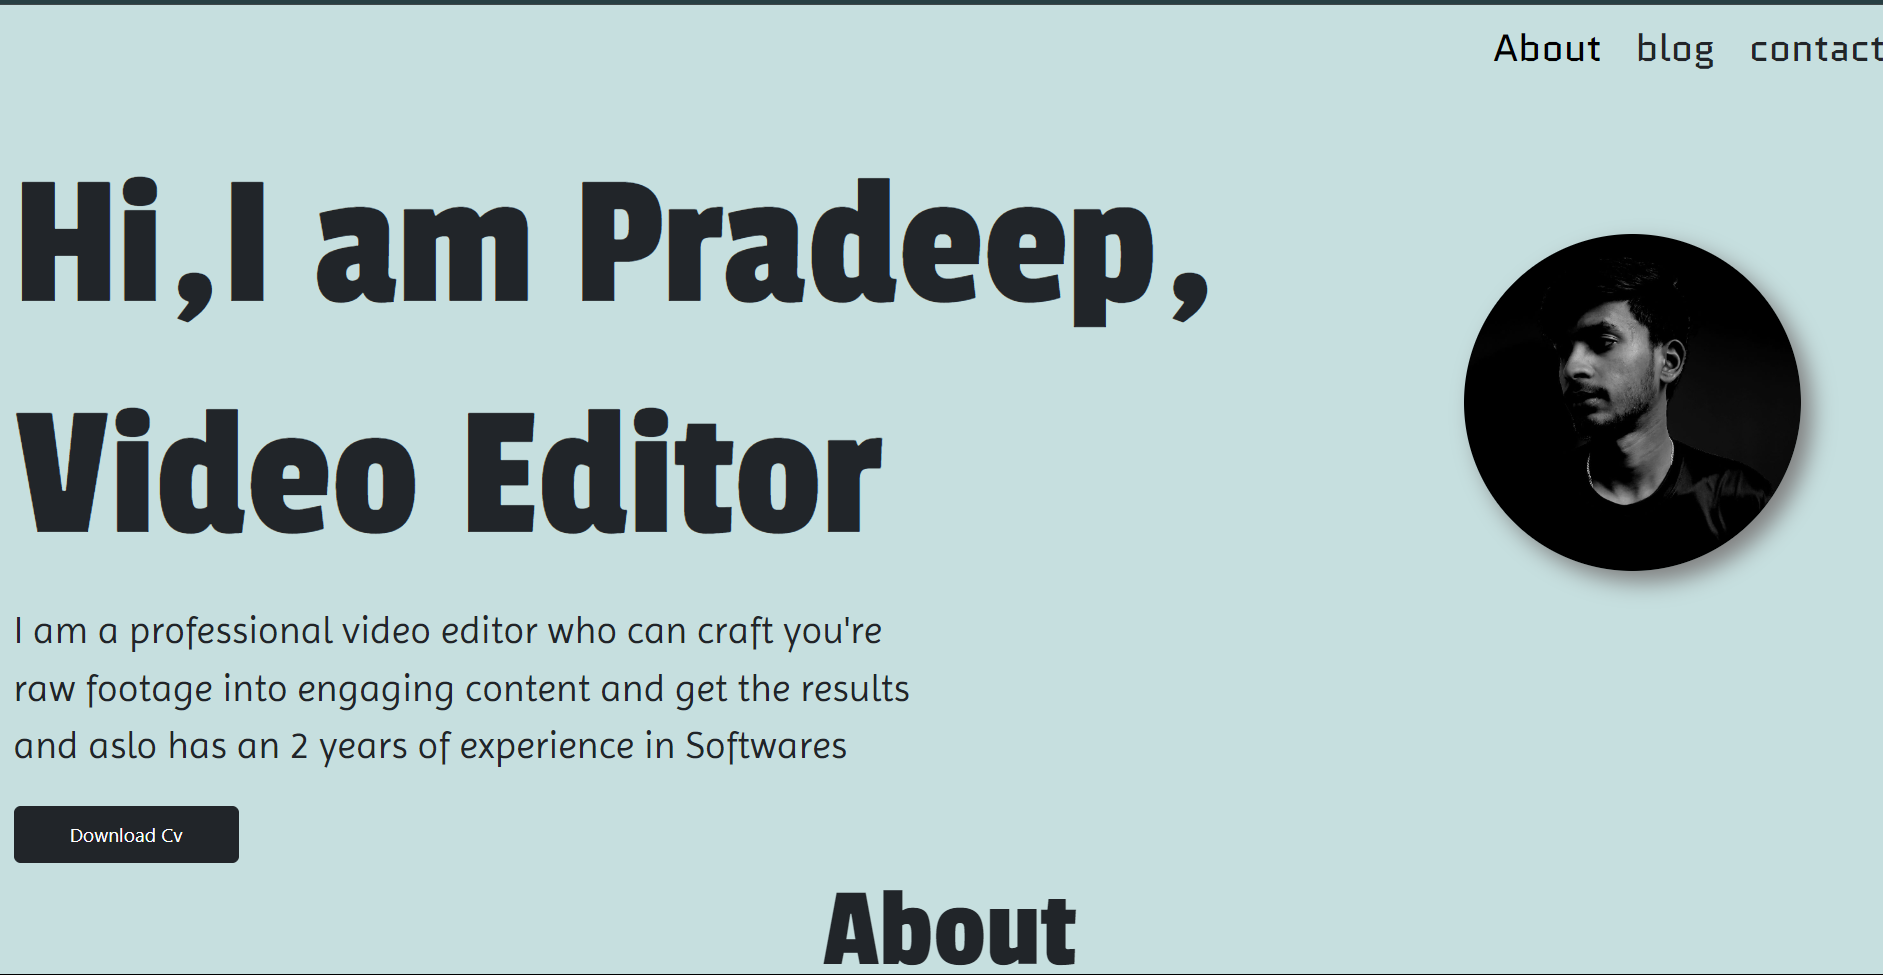 About blog contact
Hi,I am Pradeep,
Video Editor
I am a professional video editor who can craft you're
raw footage into engaging content and get the results
and aslo has an 2 years of experience in Softwares
Download Cv
About